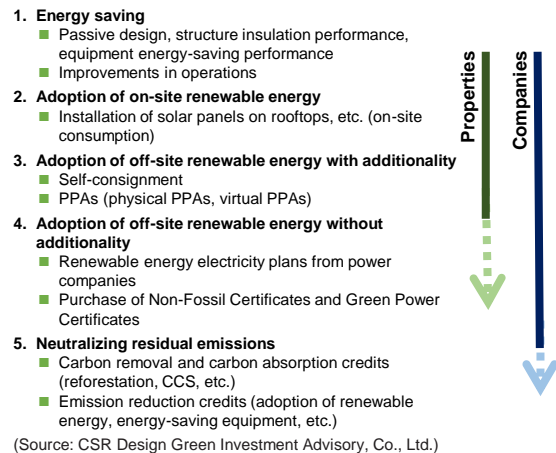 1. Energy saving
■ Passive design, structure insulation performance,
equipment energy-saving performance
■ Improvements in operations
2. Adoption of on-site renewable energy
■ Installation of solar panels on rooftops, etc. (on-site
consumption)
3. Adoption of off-site renewable energy with additionality
■ Self-consignment
■ PPAs (physical PPAs, virtual PPAs)
4. Adoption of off-site renewable energy without
additionality
■ Renewable energy electricity plans from power
companies
■ Purchase of Non-Fossil Certificates and Green Power
Certificates
5. Neutralizing residual emissions
■ Carbon removal and carbon absorption credits
(reforestation, CCS, etc.)
■ Emission reduction credits (adoption of renewable
energy, energy-saving equipment, etc.)
(Source: CSR Design Green Investment Advisory, Co., Ltd.)
Properties
Companies